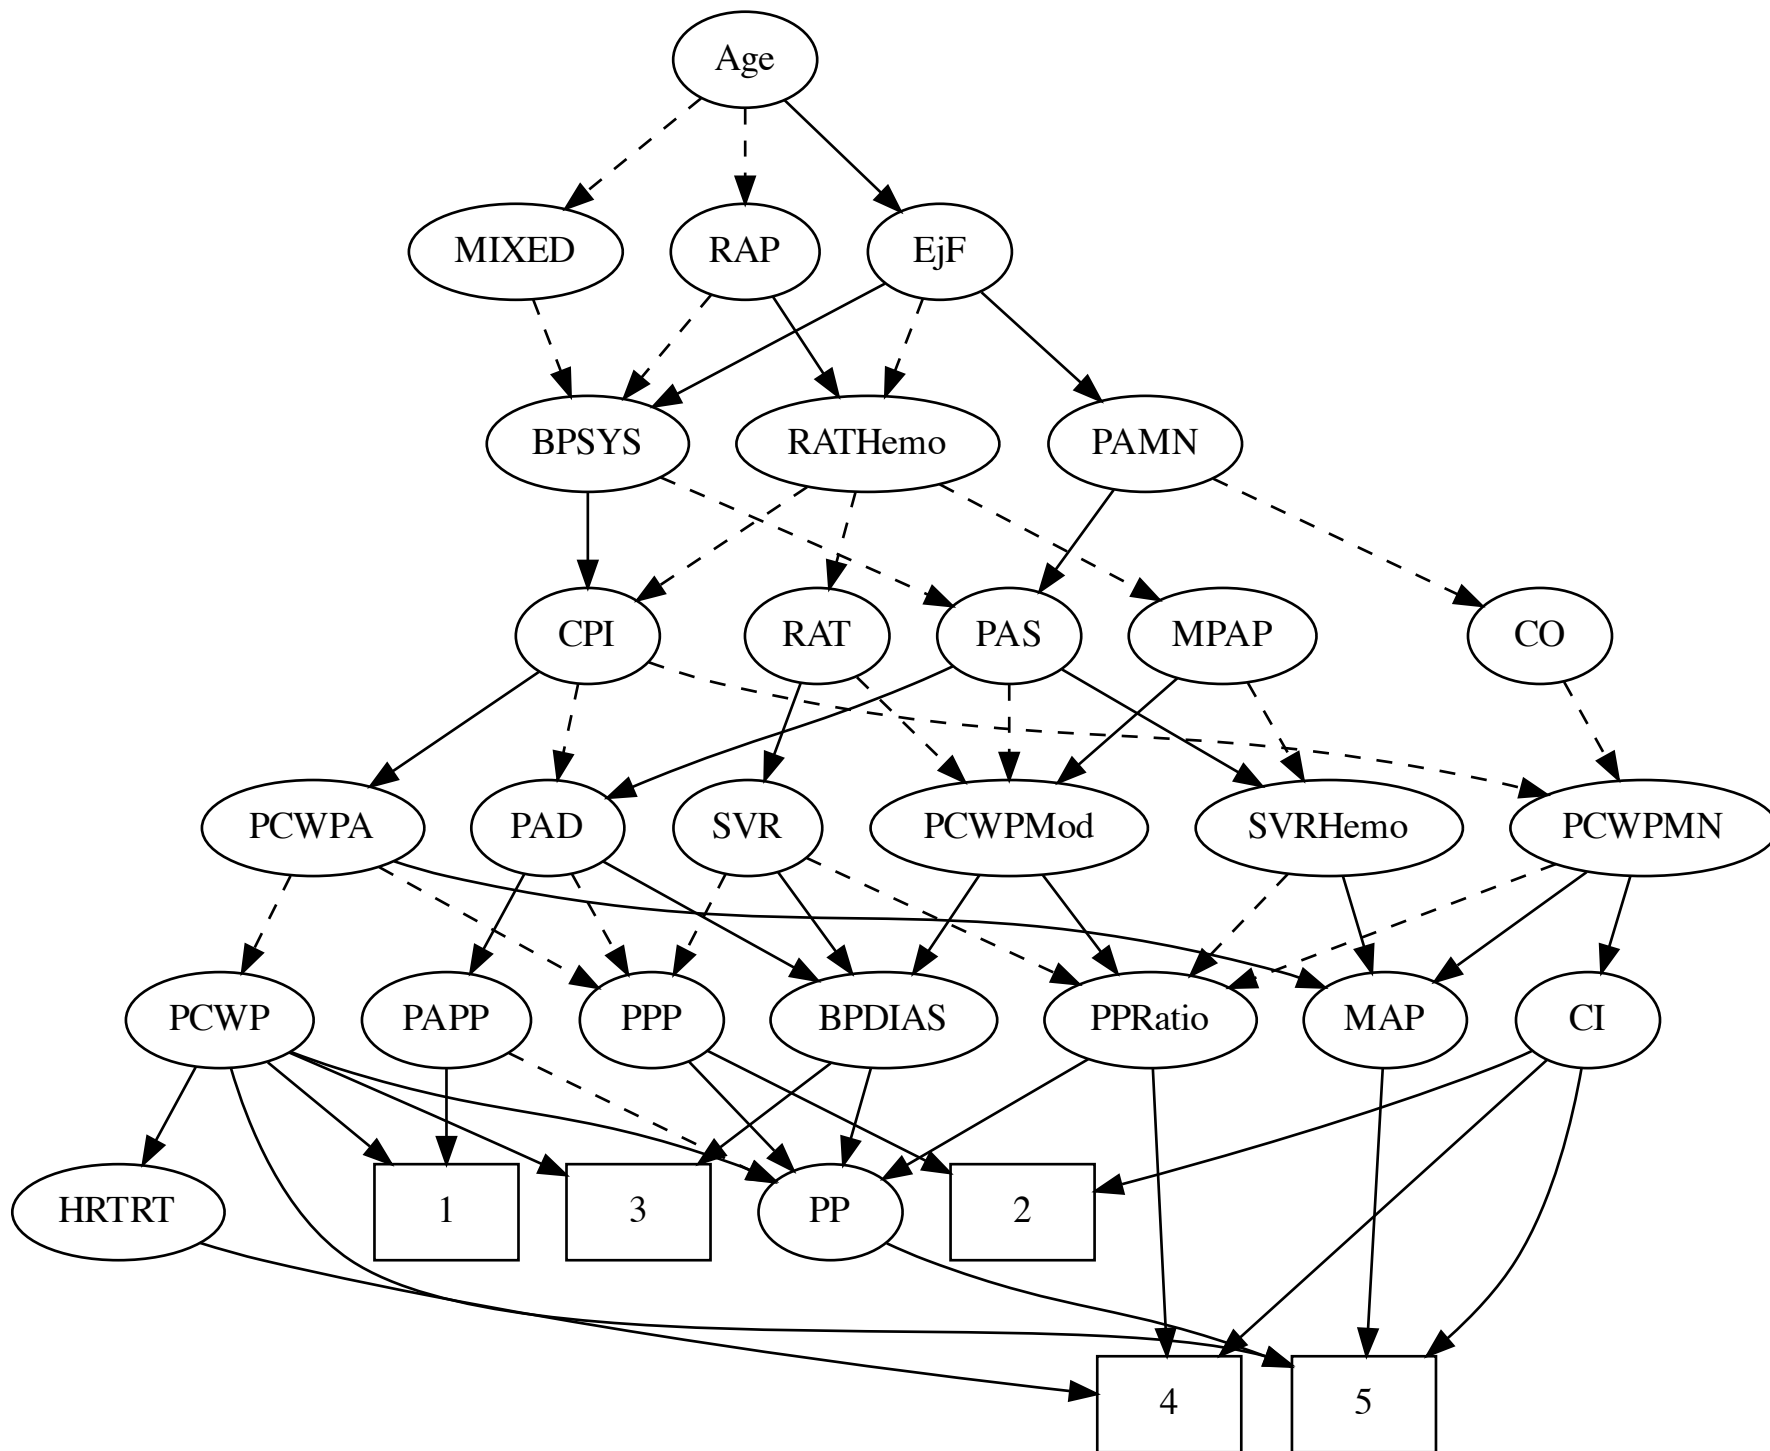 Age
MIXED
RAP
EjF
BPSYS
RATHemo
PAMN
CPI
RAT
PAS
MPAP
CO
PCWPA
PAD
SVR
PCWPMod
SVRHemo
PCWPMN
PCWP
PAPP
PPP
BPDIAS
PPRatio
MAP
CI
HRTRT
1
3
PP
2
4
5